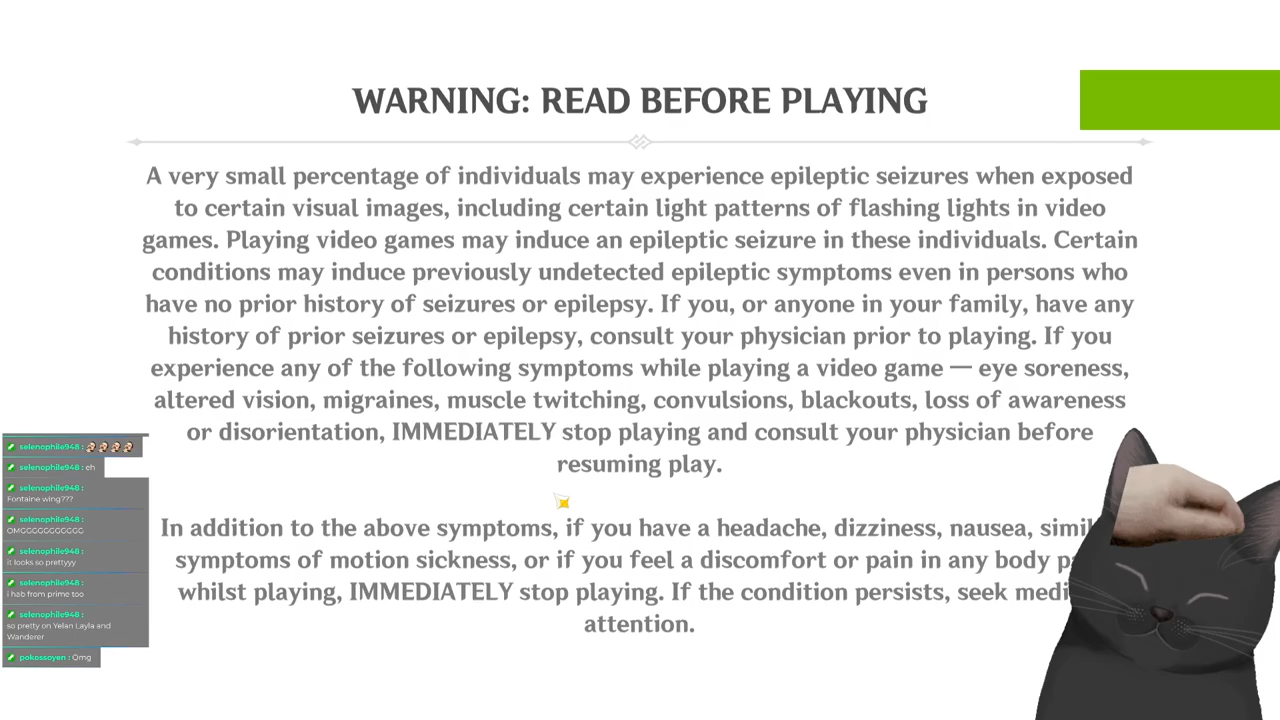 WARNING: READ BEFORE PLAYING
A very small percentage of individuals may experience epileptic seizures when exposed
to certain visual images, including certain light patterns of flashing lights in video
games. Playing video games may induce an epileptic seizure in these individuals. Certain
conditions may induce previously undetected epileptic symptoms even in persons who
have no prior history of seizures or epilepsy. If you, or anyone in your family, have any
history of prior seizures or epilepsy, consult your physician prior to playing. If you
experience any of the following symptoms while playing a video game — eye soreness,
altered vision, migraines, muscle twitching, convulsions, blackouts, loss of awareness
or disorientation, IMMEDIATELY stop playing and consult your physician before
resuming play.
In addition to the above symptoms, if you have a headache, dizziness, nausea,
symptoms of motion sickness, or if you feel a discomfort or pain in any body
whilst playing, IMMEDIATELY stop playing. If the condition persists, seek
attention.
selenophile948 :
selenophile948 : eh
selenophile948 :
Fontaine wing???
selenophile948 :
OMGGGGGGGGGGG
selenophile948 :
it looks so prettyyy
selenophile948 :
i hab from prime too
selenophile948 :
so pretty on Yelan Layla and
Wanderer
pokossoyen : Omg